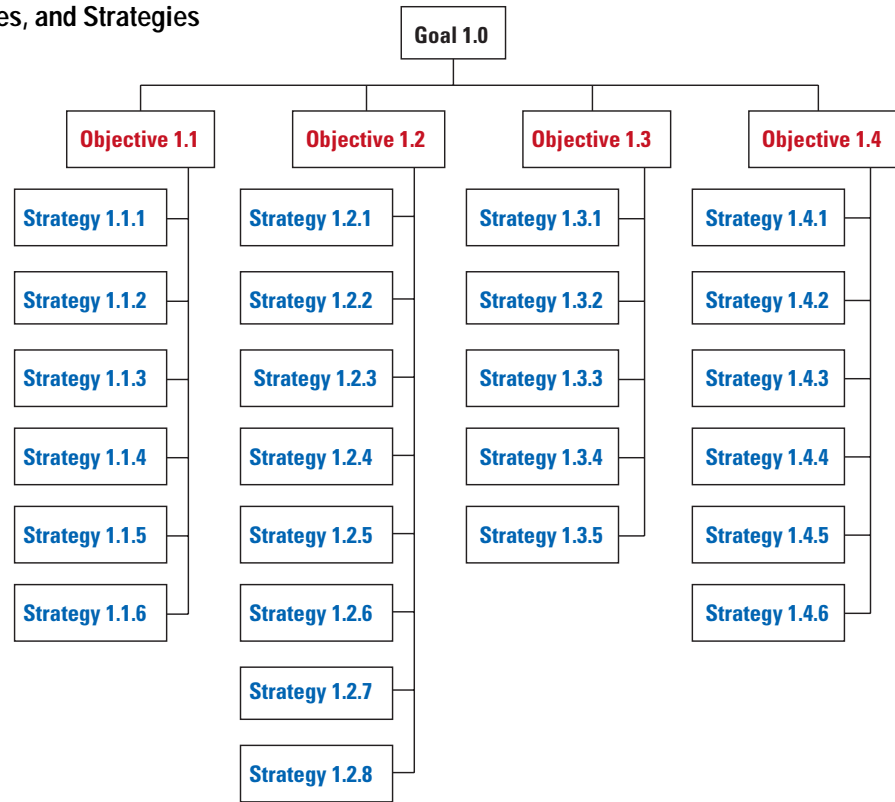 es, and Strategies
Goal 1.0
Objective 1.1
Objective 1.2
Objective 1.3
Objective 1.4
Strategy 1.1.1
Strategy 1.2.1
Strategy 1.3.1
Strategy 1.4.1
Strategy 1.1.2
Strategy 1.2.2
Strategy 1.3.2
Strategy 1.4.2
Strategy 1.1.3
Strategy 1.2.3
Strategy 1.3.3
Strategy 1.4.3
Strategy 1.1.4
Strategy 1.2.4
Strategy 1.3.4
Strategy 1.4.4
Strategy 1.1.5
Strategy 1.2.5
Strategy 1.3.5
Strategy 1.4.5
Strategy 1.1.6
Strategy 1.2.6
Strategy 1.4.6
Strategy 1.2.7
Strategy 1.2.8